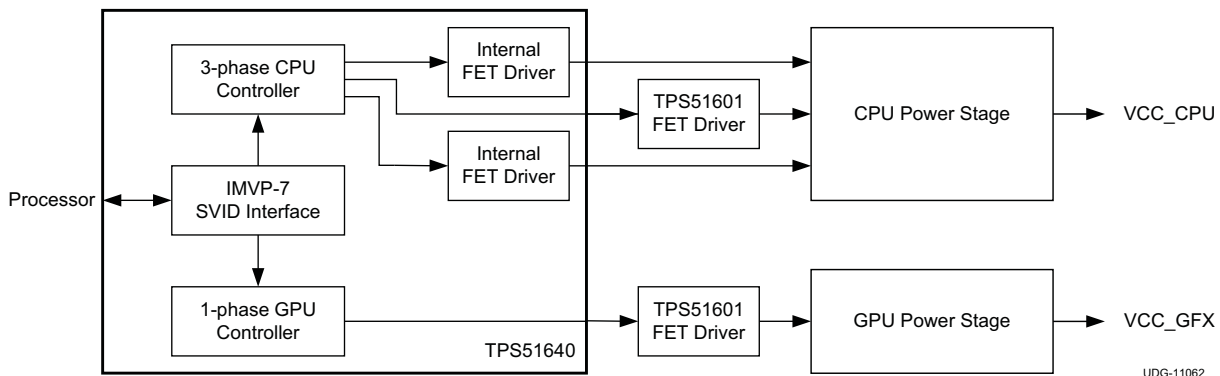 Internal
FET Driver
3-phase CPU
Controller
TPS51601
FET Driver
CPU Power Stage
VCC_CPU
Internal
FET Driver
Processor
IMVP-7
SVID Interface
1-phase GPU
Controller
TPS51601
FET Driver
GPU Power Stage
VCC_GFX
TPS51640
UDG-11062